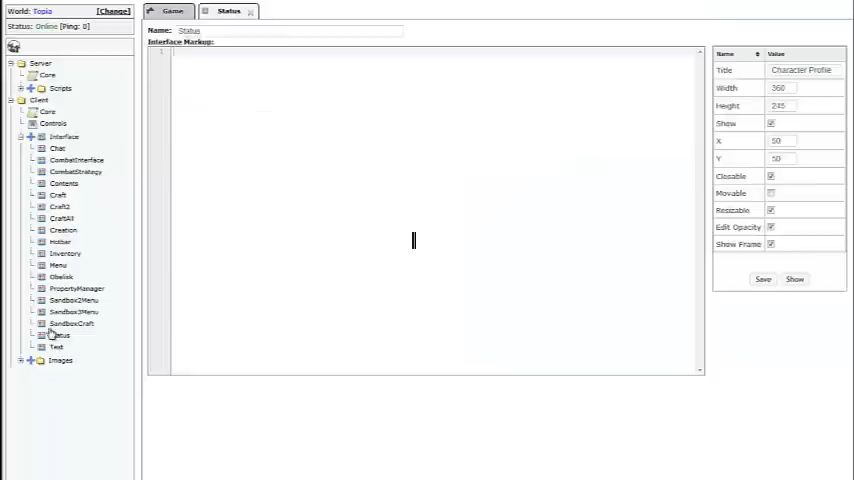 World: Topia [Change]
Status: Online [Ping: 0]
Server
Core
Scripts
Client
Core
Controls
Interface
Chat
CombatInterface
CombatStrategy
Contents
Craft
Craft2
CraftAll
Creation
Hotbar
Inventory
Menu
Obelisk
PropertyManager
Sandbox2Menu
Sandbox3Menu
SandboxCraft
Status
Text
Images
Game
Status
Name: Status
Interface Markup:
1
Name Value
Title Character Profile
Width 360
Height 245
Show
X 50
Y 50
Closable
Movable
Resizable
Edit Opacity
Show Frame
Save Show